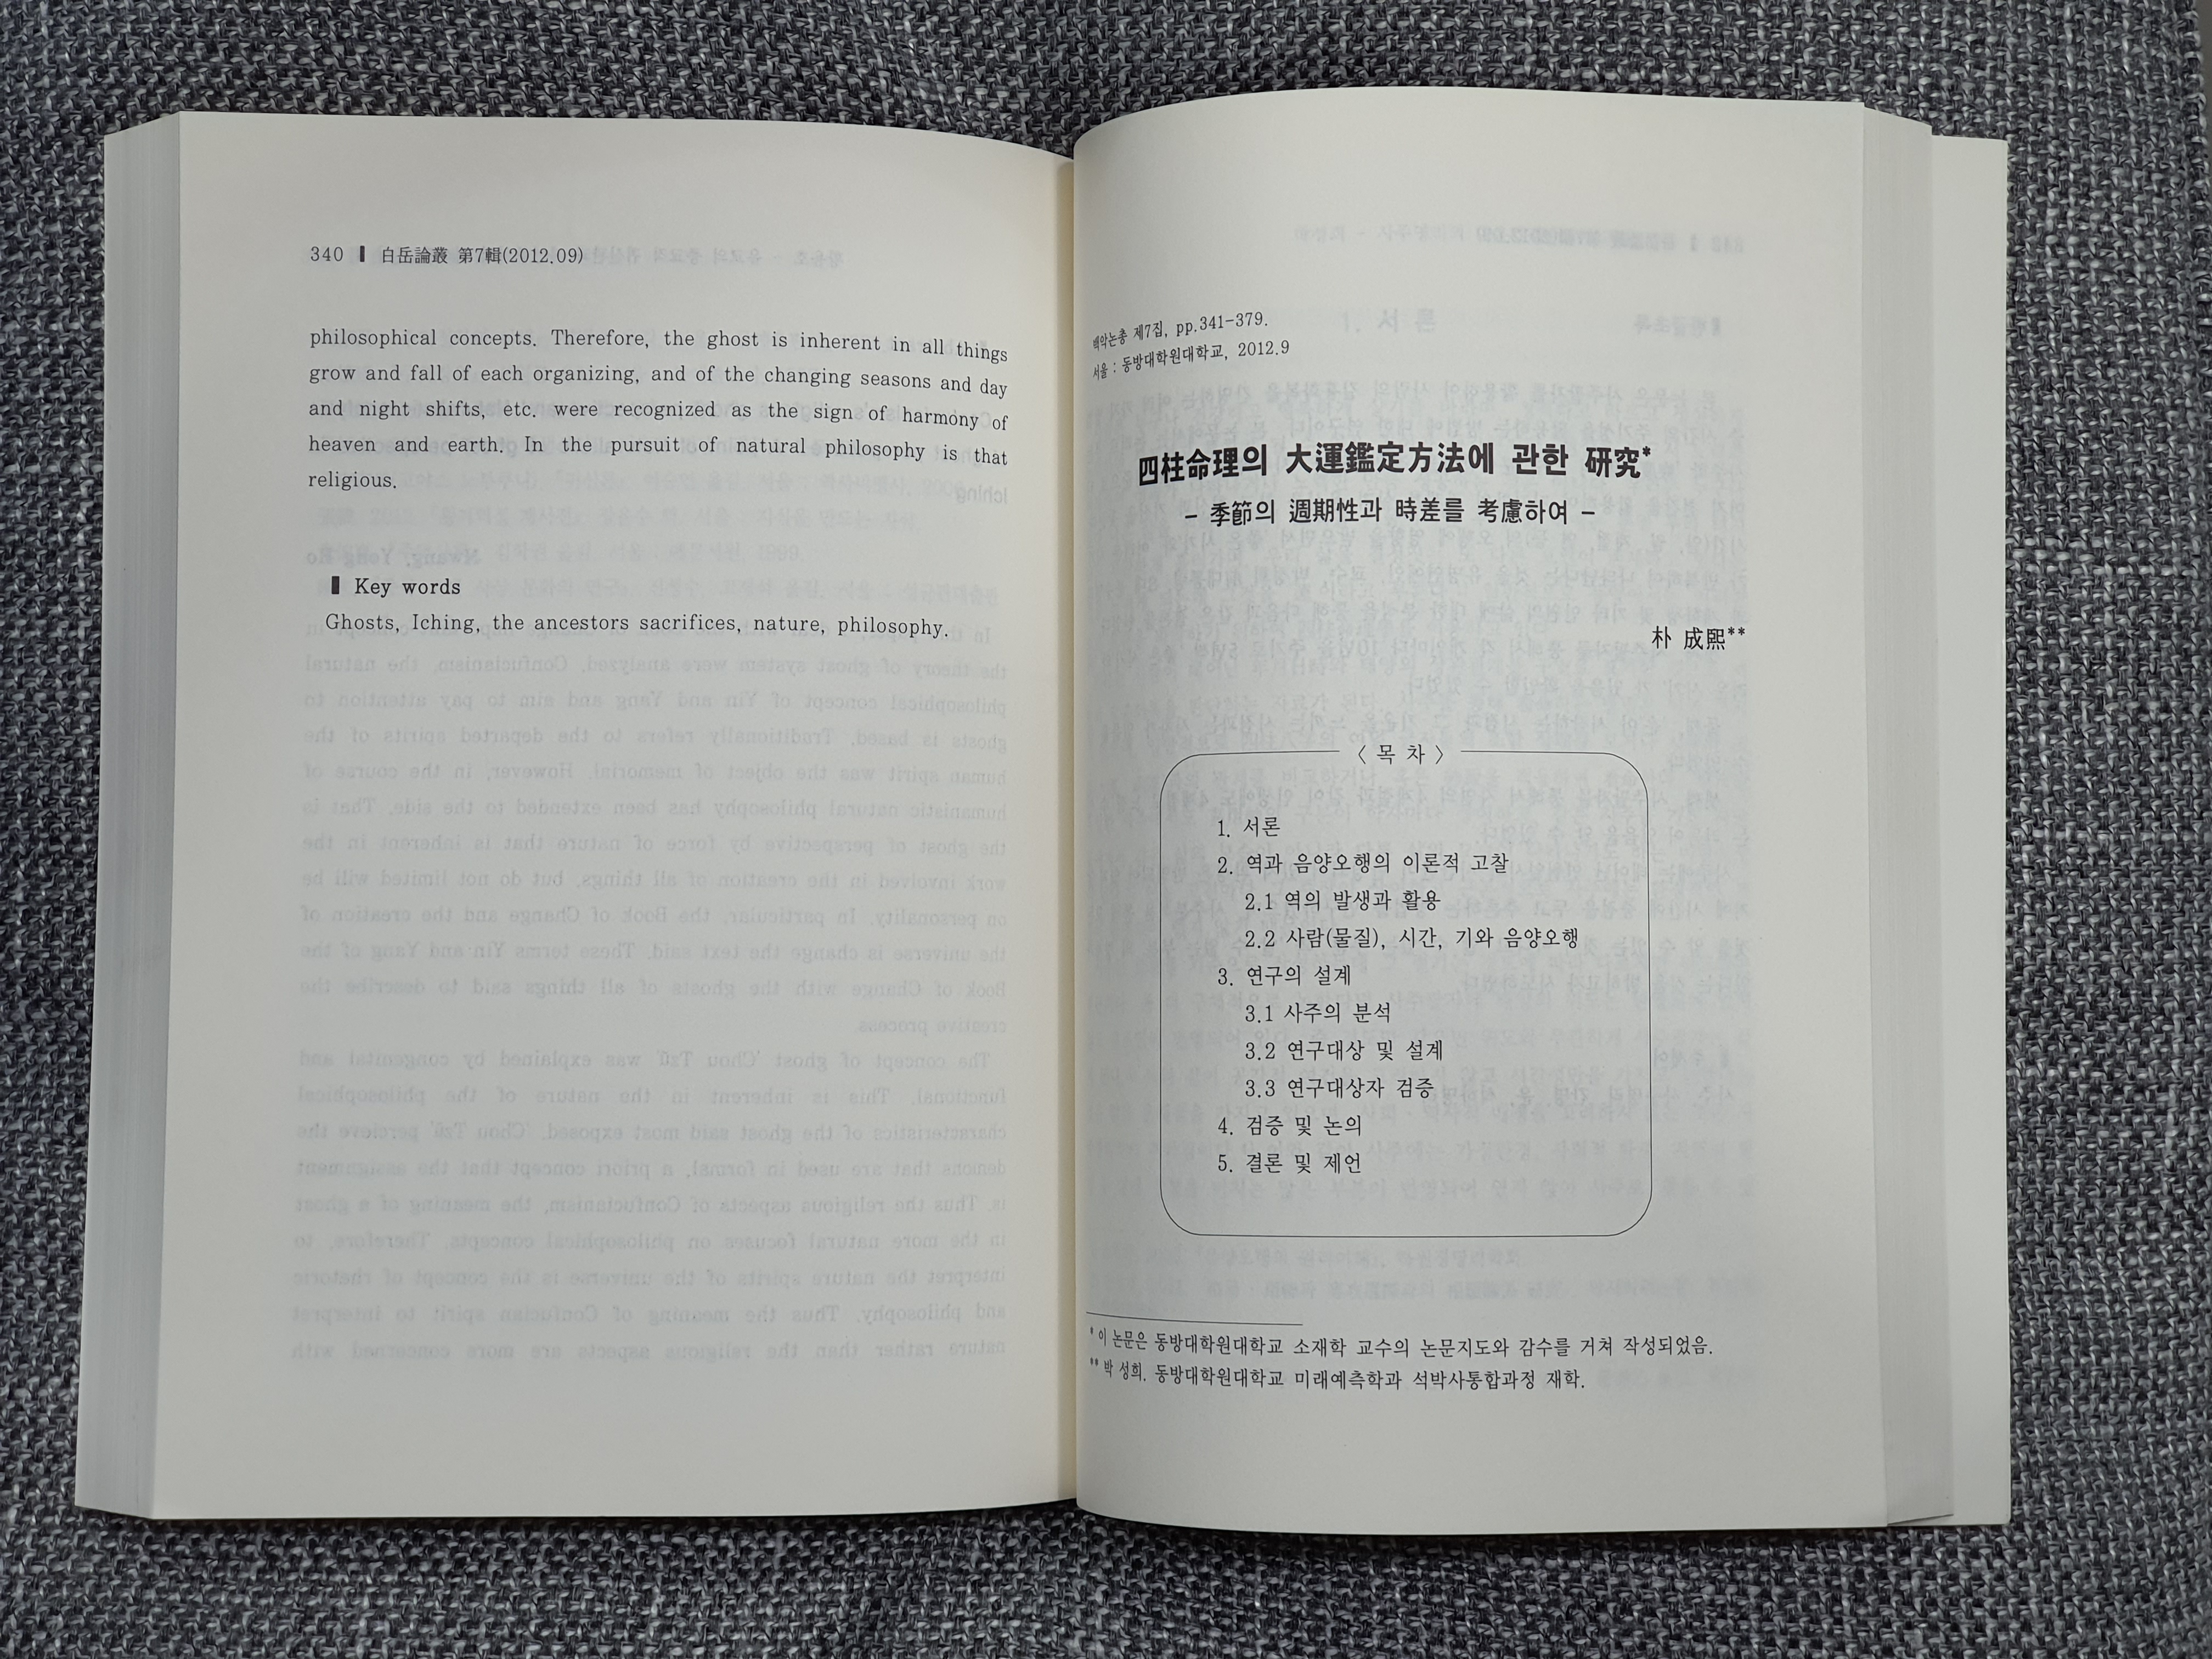 340 ▌ 白岳論叢 第7輯(2012.09)
philosophical concepts. Therefore, the ghost is inherent in all things
grow and fall of each organizing, and of the changing seasons and day
and night shifts, etc. were recognized as the sign of harmony of
heaven and earth. In the pursuit of natural philosophy is that
religious.
▌ Key words
Ghosts, Iching, the ancestors sacrifices, nature, philosophy.
백악논총 제7집, pp.341-379.
서울 : 동방대학원대학교, 2012.9
四柱命理의 大運鑑定方法에 관한 研究*
- 季節의 週期性과 時差를 考慮하여 -
朴 成熙**
〈 목 차 〉
1. 서론
2. 역과 음양오행의 이론적 고찰
2.1 역의 발생과 활용
2.2 사람(물질), 시간, 기와 음양오행
3. 연구의 설계
3.1 사주의 분석
3.2 연구대상 및 설계
3.3 연구대상자 검증
4. 검증 및 논의
5. 결론 및 제언
* 이 논문은 동방대학원대학교 소재학 교수의 논문지도와 감수를 거쳐 작성되었음.
** 박 성희. 동방대학원대학교 미래예측학과 석박사통합과정 재학.